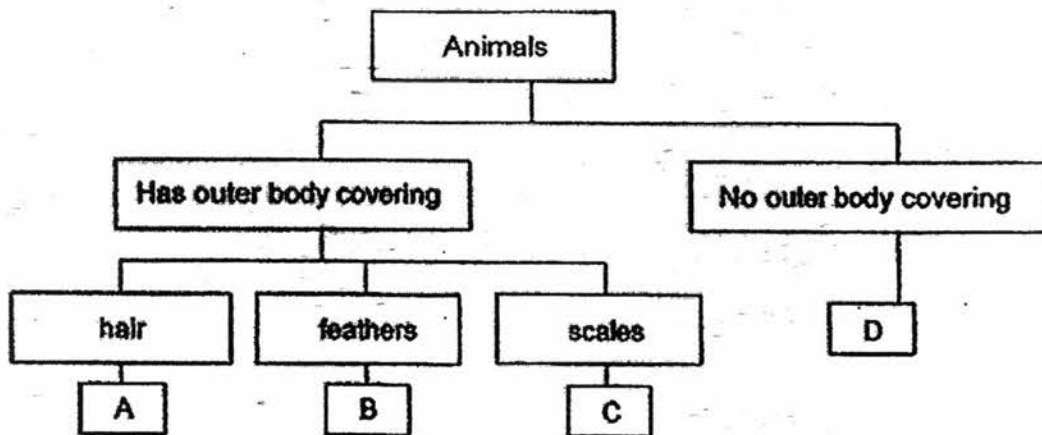 Animals
Has outer body covering
No outer body covering
hair
feathers
scales
D
A
B
C